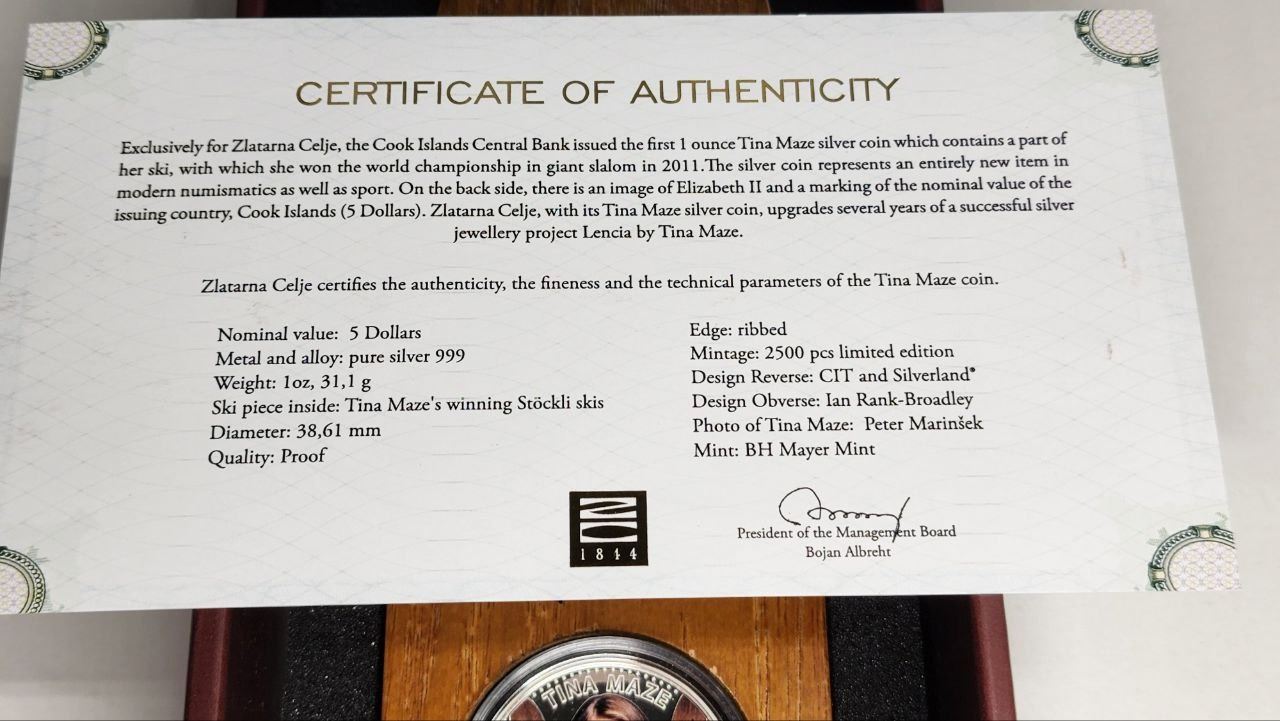 CERTIFICATE OF AUTHENTICITY
Exclusively for Zlatarna Celje, the Cook Islands Central Bank issued the first 1 ounce Tina Maze silver coin which contains a part of
her ski, with which she won the world championship in giant slalom in 2011.The silver coin represents an entirely new item in
modern numismatics as well as sport. On the back side, there is an image of Elizabeth II and a marking of the nominal value of the
issuing country, Cook Islands (5 Dollars). Zlatarna Celje, with its Tina Maze silver coin, upgrades several years of a successful silver
jewellery project Lencia by Tina Maze.
Zlatarna Celje certifies the authenticity, the fineness and the technical parameters of the Tina Maze coin.
Nominal value: 5 Dollars
Metal and alloy: pure silver 999
Weight: 1oz, 31,1 g
Ski piece inside: Tina Maze's winning Stöckli skis
Diameter: 38,61 mm
Quality: Proof
Edge: ribbed
Mintage: 2500 pcs limited edition
Design Reverse: CIT and Silverland®
Design Obverse: Ian Rank-Broadley
Photo of Tina Maze: Peter Marinšek
Mint: BH Mayer Mint
1844
President of the Management Board
Bojan Albreht
TINA MAZE